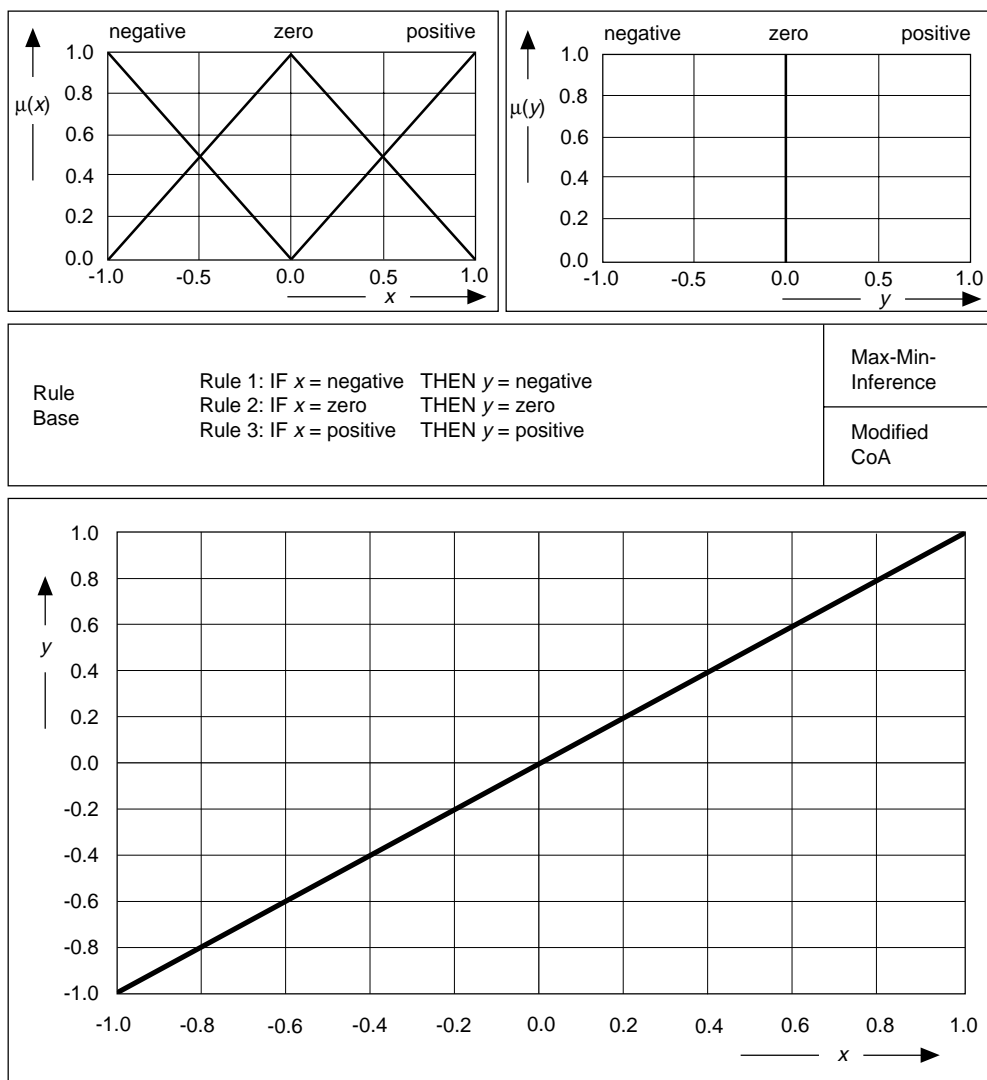 negative zero positive
1.0
0.8
μ(x)
0.6
0.4
0.2
0.0
-1.0 -0.5 0.0 0.5 1.0
x
negative zero positive
1.0
0.8
μ(y)
0.6
0.4
0.2
0.0
-1.0 -0.5 0.0 0.5 1.0
y
Rule
Base
Rule 1: IF x = negative THEN y = negative
Rule 2: IF x = zero THEN y = zero
Rule 3: IF x = positive THEN y = positive
Max-Min-
Inference
Modified
CoA
1.0
0.8
0.6
y
0.4
0.2
0.0
-0.2
-0.4
-0.6
-0.8
-1.0
-1.0 -0.8 -0.6 -0.4 -0.2 0.0 0.2 0.4 0.6 0.8 1.0
x